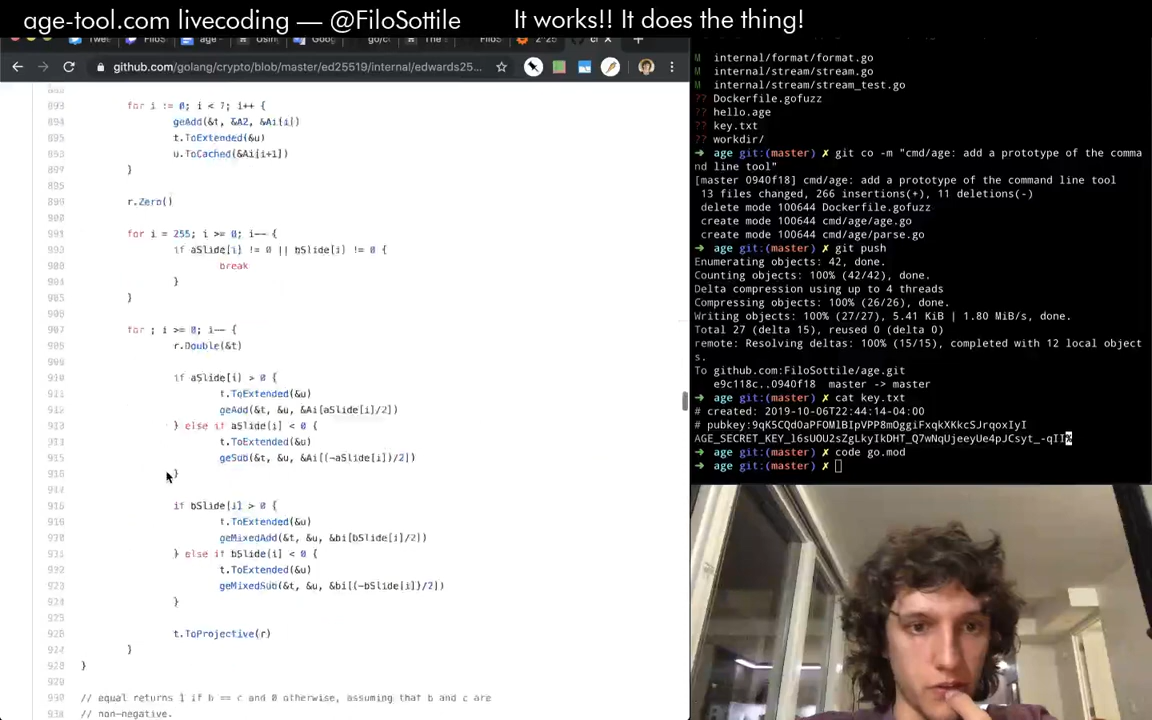 age-tool.com livecoding — @FiloSottile
It works!! It does the thing!
github.com/golang/crypto/blob/master/ed25519/internal/edwards25...
for i := 0; i < 7; i++ {
geAdd(&t, &A2, &Ai[i])
t.ToExtended(&u)
u.ToCached(&Ai[i+1])
}
r.Zero()
for i = 255; i >= 0; i-- {
if aSlide[i] != 0 || bSlide[i] != 0 {
break
}
}
for ; i >= 0; i-- {
r.Double(&t)
if aSlide[i] > 0 {
t.ToExtended(&u)
geAdd(&t, &u, &Ai[aSlide[i]/2])
} else if aSlide[i] < 0 {
t.ToExtended(&u)
geSub(&t, &u, &Ai[(-aSlide[i])/2])
}
if bSlide[i] > 0 {
t.ToExtended(&u)
geMixedAdd(&t, &u, &bi[bSlide[i]/2])
} else if bSlide[i] < 0 {
t.ToExtended(&u)
geMixedSub(&t, &u, &bi[(-bSlide[i])/2])
}
t.ToProjective(r)
}
}
// equal returns 1 if b == c and 0 otherwise, assuming that b and c are
// non-negative.
M internal/format/format.go
M internal/stream/stream.go
M internal/stream/stream_test.go
?? Dockerfile.gofuzz
?? hello.age
?? key.txt
?? workdir/
➜ age git:(master) ✗ git co -m "cmd/age: add a prototype of the comma
nd line tool"
[master 0940f18] cmd/age: add a prototype of the command line tool
13 files changed, 266 insertions(+), 11 deletions(-)
delete mode 100644 Dockerfile.gofuzz
create mode 100644 cmd/age/age.go
create mode 100644 cmd/age/parse.go
➜ age git:(master) ✗ git push
Enumerating objects: 42, done.
Counting objects: 100% (42/42), done.
Delta compression using up to 4 threads
Compressing objects: 100% (26/26), done.
Writing objects: 100% (27/27), 5.41 KiB | 1.80 MiB/s, done.
Total 27 (delta 15), reused 0 (delta 0)
remote: Resolving deltas: 100% (15/15), completed with 12 local object
s.
To github.com:FiloSottile/age.git
e9c118c..0940f18 master -> master
➜ age git:(master) ✗ cat key.txt
# created: 2019-10-06T22:44:14-04:00
# pubkey:9qK5CQd0aPFOMlBIpVPP8mOggiFxqkXKkcSJrqoxIyI
AGE_SECRET_KEY_l6sUOU2sZgLkyIkDHT_Q7wNqUjeeyUe4pJCsyt_-qIIx
➜ age git:(master) ✗ code go.mod
➜ age git:(master) ✗